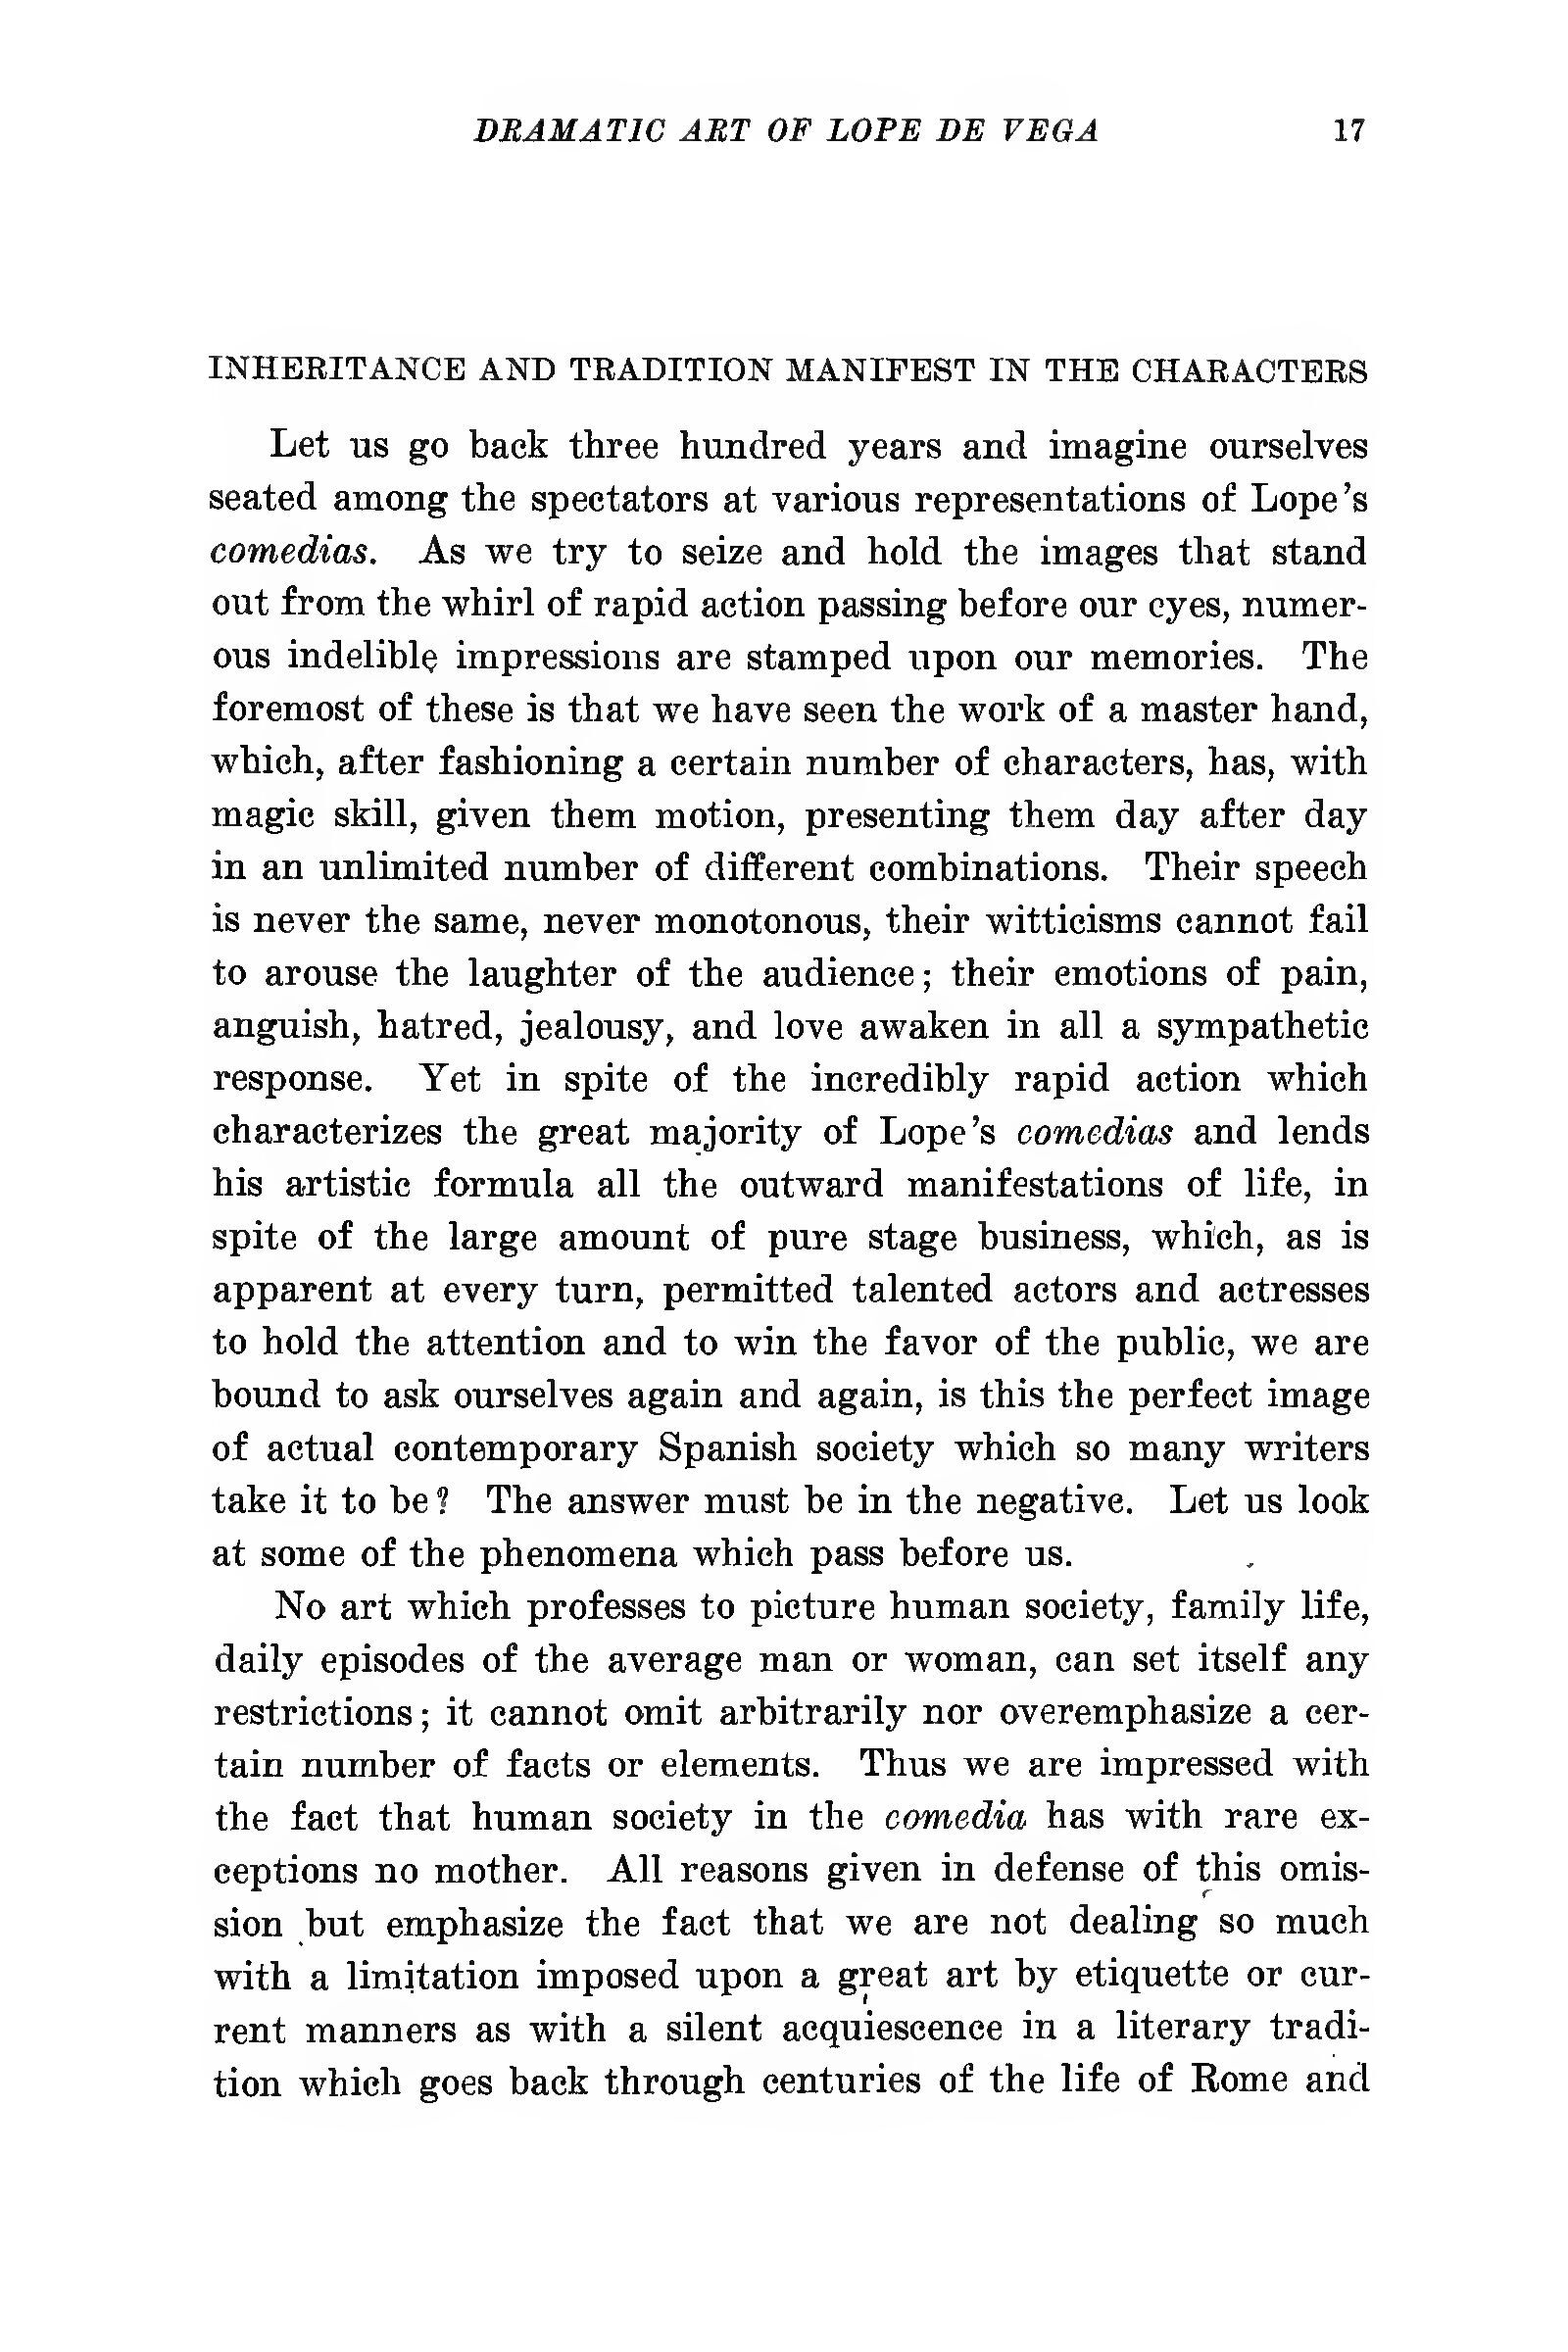 DRAMATIC ART OF LOPE DE VEGA 17
INHERITANCE AND TRADITION MANIFEST IN THE CHARACTERS
Let us go back three hundred years and imagine ourselves
seated among the spectators at various representations of Lope's
comedias. As we try to seize and hold the images that stand
out from the whirl of rapid action passing before our eyes, numer-
ous indelible impressions are stamped upon our memories. The
foremost of these is that we have seen the work of a master hand,
which, after fashioning a certain number of characters, has, with
magic skill, given them motion, presenting them day after day
in an unlimited number of different combinations. Their speech
is never the same, never monotonous, their witticisms cannot fail
to arouse the laughter of the audience; their emotions of pain,
anguish, hatred, jealousy, and love awaken in all a sympathetic
response. Yet in spite of the incredibly rapid action which
characterizes the great majority of Lope's comedias and lends
his artistic formula all the outward manifestations of life, in
spite of the large amount of pure stage business, which, as is
apparent at every turn, permitted talented actors and actresses
to hold the attention and to win the favor of the public, we are
bound to ask ourselves again and again, is this the perfect image
of actual contemporary Spanish society which so many writers
take it to be? The answer must be in the negative. Let us look
at some of the phenomena which pass before us.
No art which professes to picture human society, family life,
daily episodes of the average man or woman, can set itself any
restrictions; it cannot omit arbitrarily nor overemphasize a cer-
tain number of facts or elements. Thus we are impressed with
the fact that human society in the comedia has with rare ex-
ceptions no mother. All reasons given in defense of this omis-
sion but emphasize the fact that we are not dealing so much
with a limitation imposed upon a great art by etiquette or cur-
rent manners as with a silent acquiescence in a literary tradi-
tion which goes back through centuries of the life of Rome and